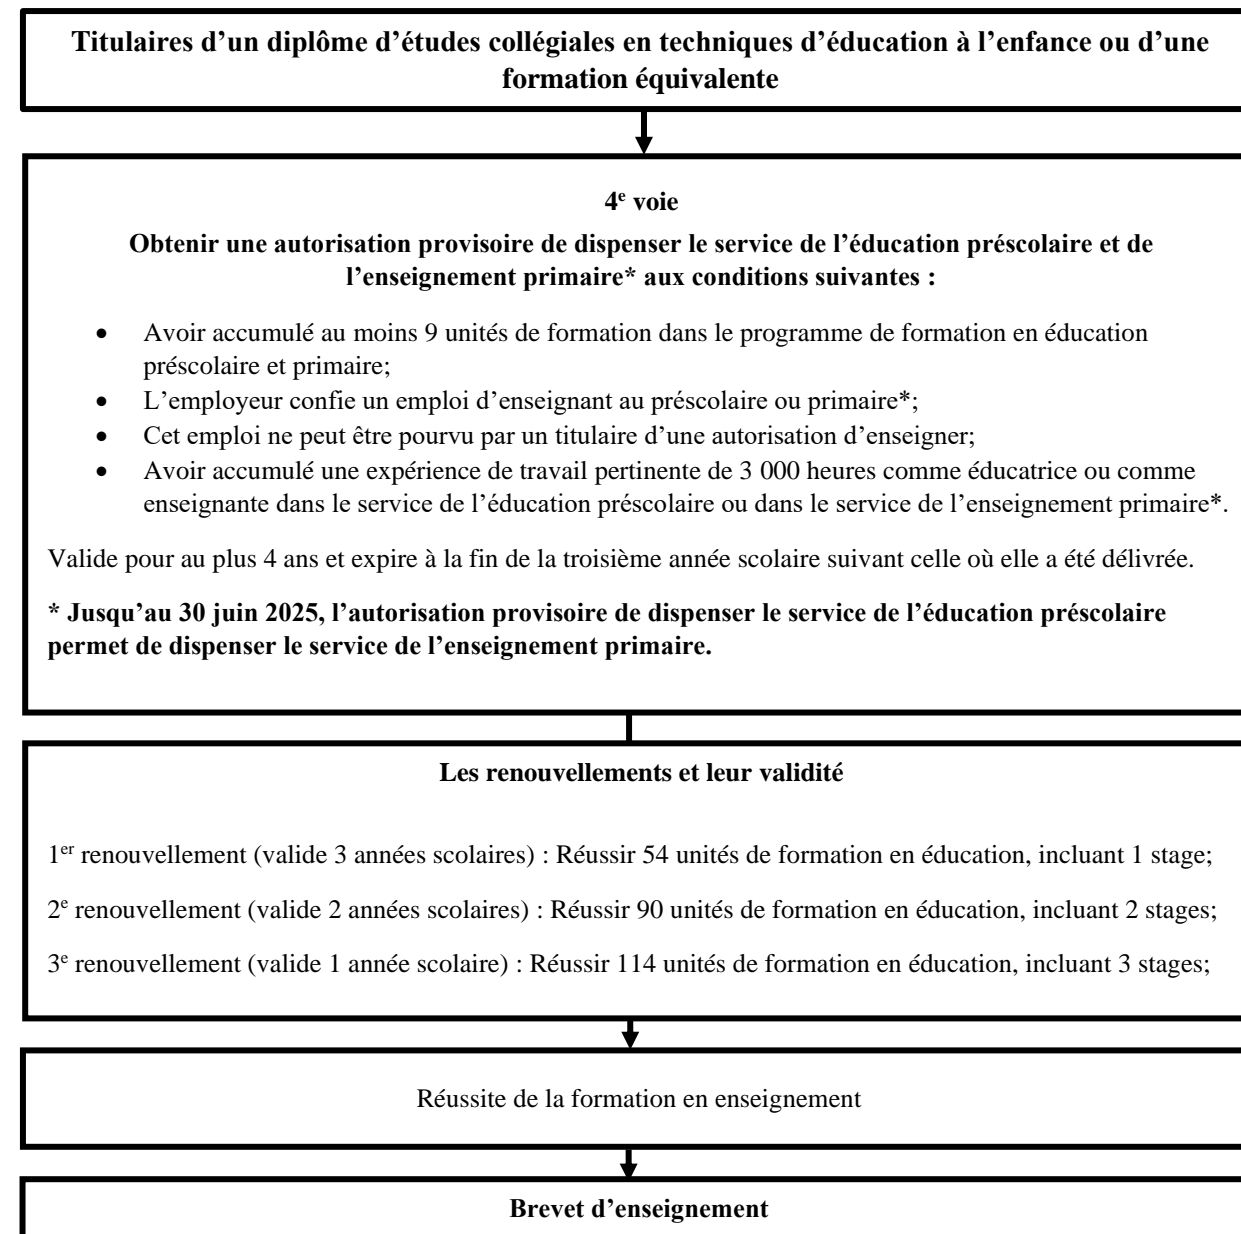 Titulaires d’un diplôme d’études collégiales en techniques d’éducation à l’enfance ou d’une
formation équivalente
4e voie
Obtenir une autorisation provisoire de dispenser le service de l’éducation préscolaire et de
l’enseignement primaire* aux conditions suivantes :
• Avoir accumulé au moins 9 unités de formation dans le programme de formation en éducation
préscolaire et primaire;
• L’employeur confie un emploi d’enseignant au préscolaire ou primaire*;
• Cet emploi ne peut être pourvu par un titulaire d’une autorisation d’enseigner;
• Avoir accumulé une expérience de travail pertinente de 3 000 heures comme éducatrice ou comme
enseignante dans le service de l’éducation préscolaire ou dans le service de l’enseignement primaire*.
Valide pour au plus 4 ans et expire à la fin de la troisième année scolaire suivant celle où elle a été délivrée.
* Jusqu’au 30 juin 2025, l’autorisation provisoire de dispenser le service de l’éducation préscolaire
permet de dispenser le service de l’enseignement primaire.
Les renouvellements et leur validité
1er renouvellement (valide 3 années scolaires) : Réussir 54 unités de formation en éducation, incluant 1 stage;
2e renouvellement (valide 2 années scolaires) : Réussir 90 unités de formation en éducation, incluant 2 stages;
3e renouvellement (valide 1 année scolaire) : Réussir 114 unités de formation en éducation, incluant 3 stages;
Réussite de la formation en enseignement
Brevet d’enseignement